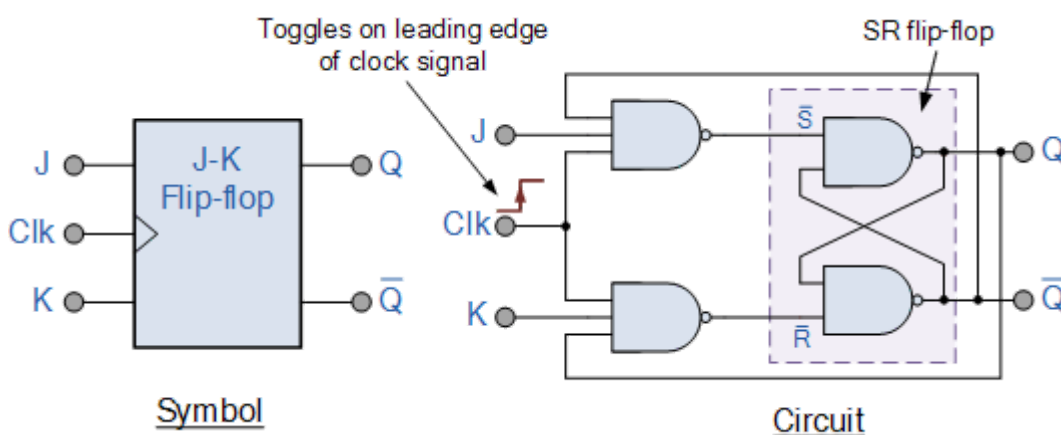 Toggles on leading edge
of clock signal
SR flip-flop
J
Clk
K
J-K
Flip-flop
Q
Q̅
J
Clk
K
S̅
R̅
Q
Q̅
Symbol
Circuit